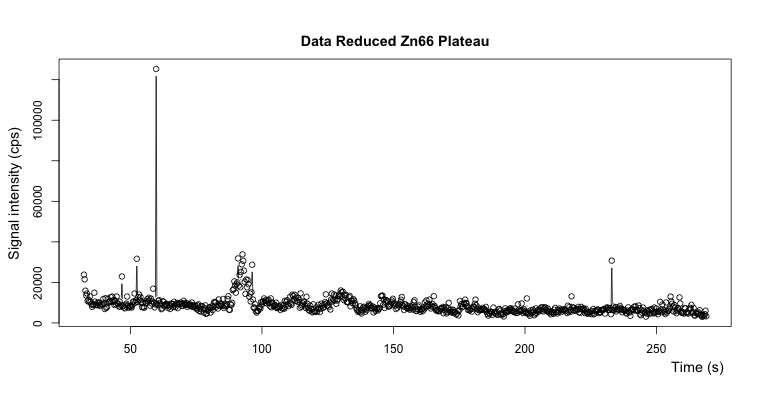 Data Reduced Zn66 Plateau
Signal intensity (cps)
100000
60000
20000
0
50 100 150 200 250
Time (s)